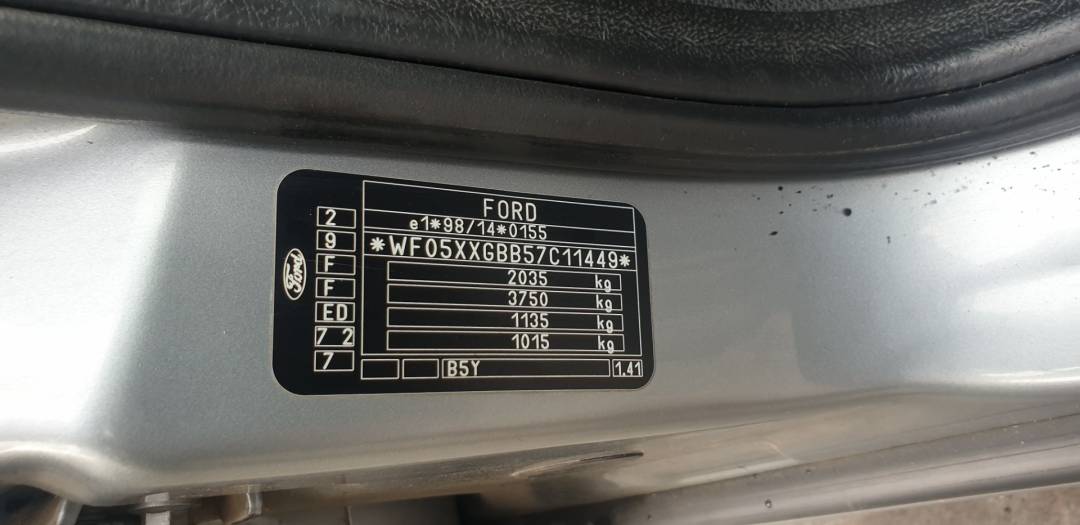 FORD
e1*98/14*0155
*WF05XXGBB57C11449*
2035 kg
3750 kg
1135 kg
1015 kg
B5Y 1.41
2
9
F
F
ED
7 2
7
Ford